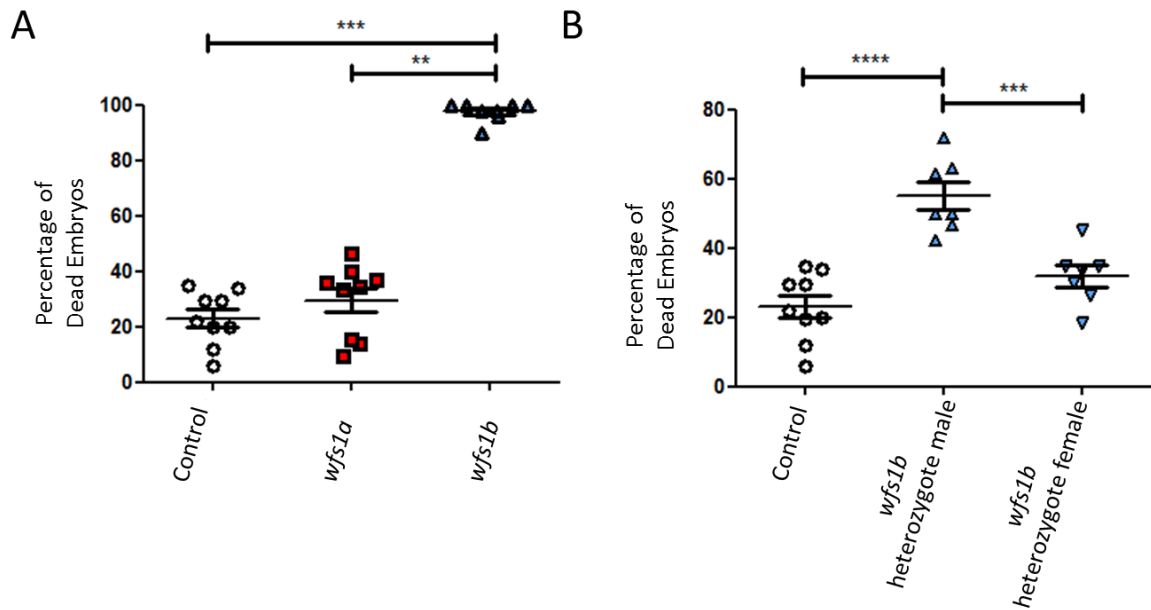 A
***
**
100
80
60
40
20
0
Percentage of
Dead Embryos
Control
wfs1a
wfs1b
B
****
***
80
60
40
20
0
Percentage of
Dead Embryos
Control
wfs1b
heterozygote male
wfs1b
heterozygote female